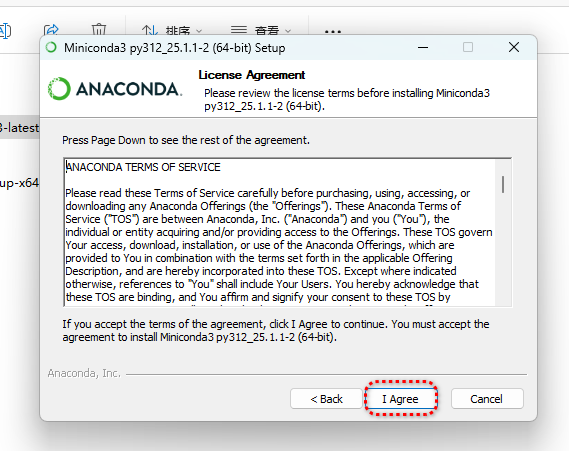 排序
查看
...
Miniconda3 py312_25.1.1-2 (64-bit) Setup
ANACONDA.
License Agreement
Please review the license terms before installing Miniconda3
py312_25.1.1-2 (64-bit).
3-latest
up-x64
Press Page Down to see the rest of the agreement.
ANACONDA TERMS OF SERVICE
Please read these Terms of Service carefully before purchasing, using, accessing, or
downloading any Anaconda Offerings (the "Offerings"). These Anaconda Terms of
Service ("TOS") are between Anaconda, Inc. ("Anaconda") and you ("You"), the
individual or entity acquiring and/or providing access to the Offerings. These TOS govern
Your access, download, installation, or use of the Anaconda Offerings, which are
provided to You in combination with the terms set forth in the applicable Offering
Description, and are hereby incorporated into these TOS. Except where indicated
otherwise, references to "You" shall include Your Users. You hereby acknowledge that
these TOS are binding, and You affirm and signify your consent to these TOS by
If you accept the terms of the agreement, click I Agree to continue. You must accept the
agreement to install Miniconda3 py312_25.1.1-2 (64-bit).
Anaconda, Inc.
< Back
I Agree
Cancel